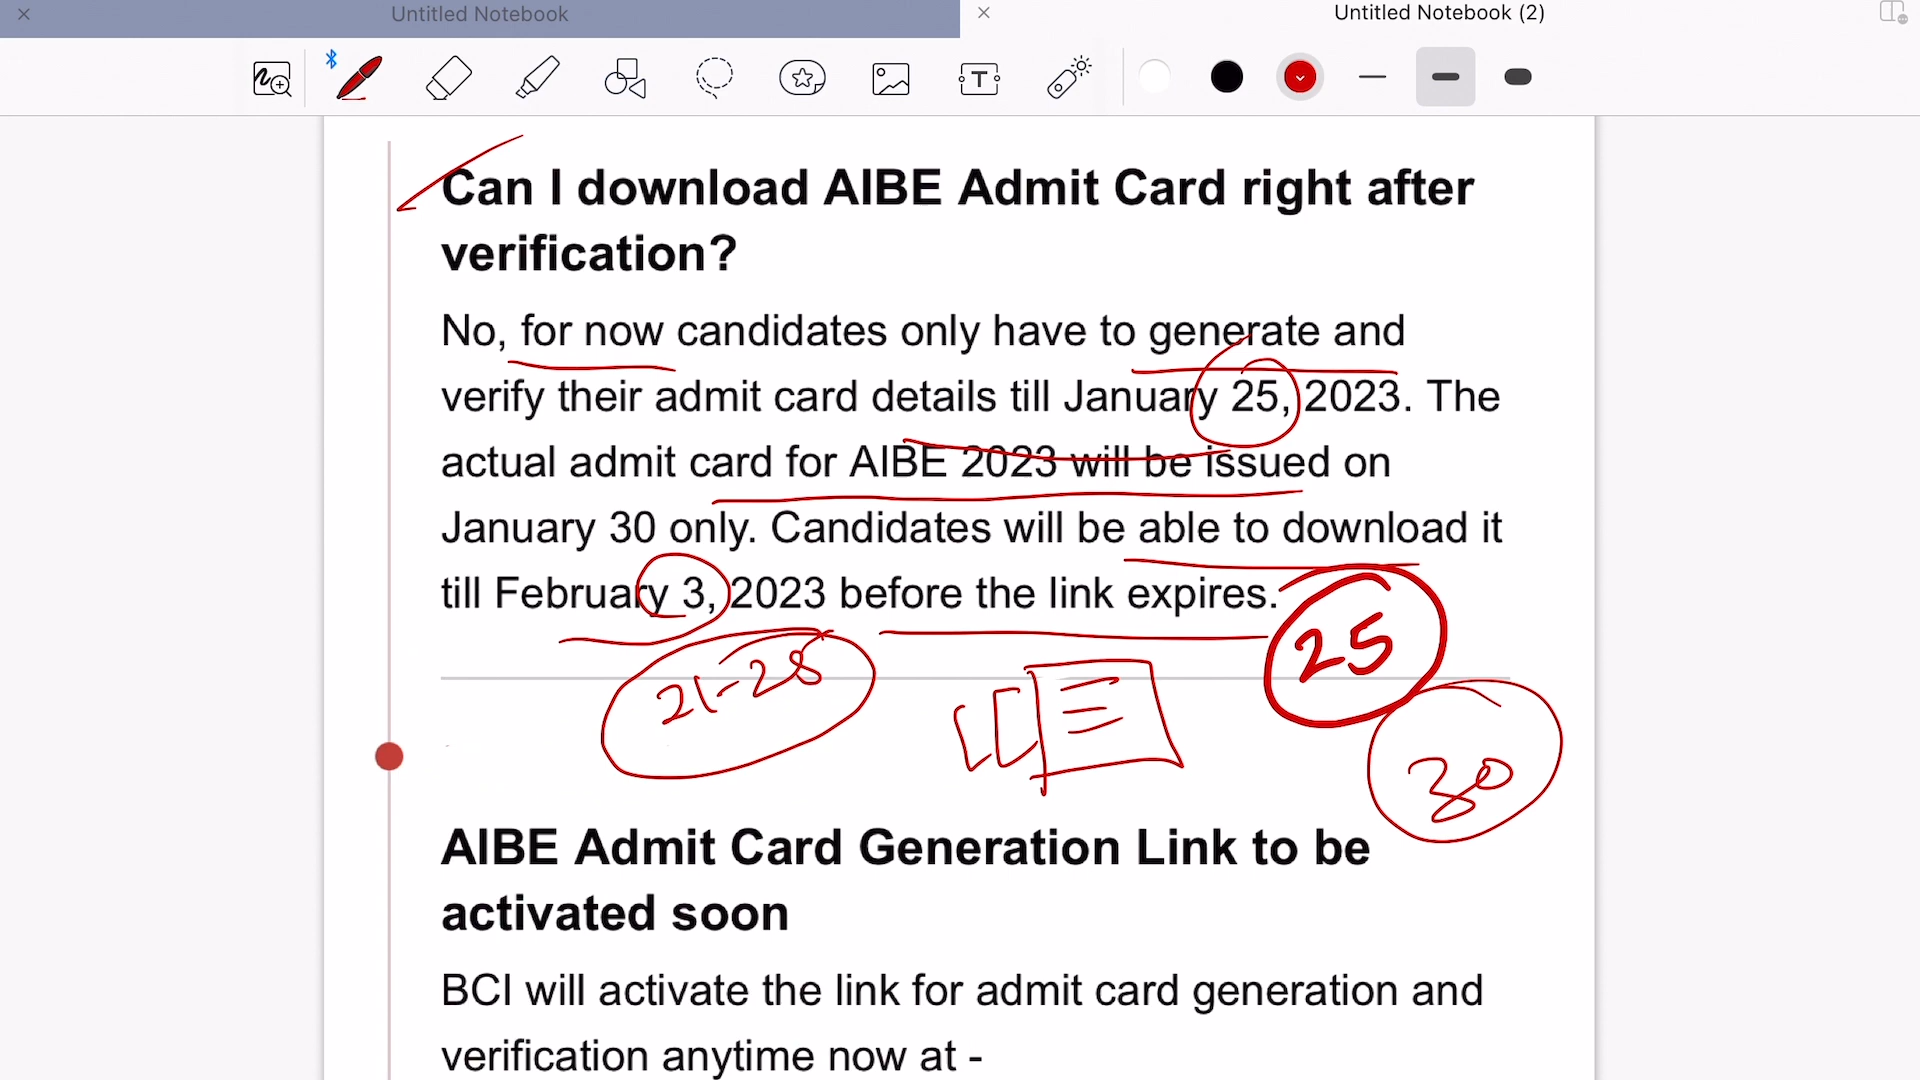 Untitled Notebook
Untitled Notebook (2)
Can I download AIBE Admit Card right after
verification?
No, for now candidates only have to generate and
verify their admit card details till January 25, 2023. The
actual admit card for AIBE 2023 will be issued on
January 30 only. Candidates will be able to download it
till February 3, 2023 before the link expires.
25
21-28
30
AIBE Admit Card Generation Link to be
activated soon
BCI will activate the link for admit card generation and
verification anytime now at -